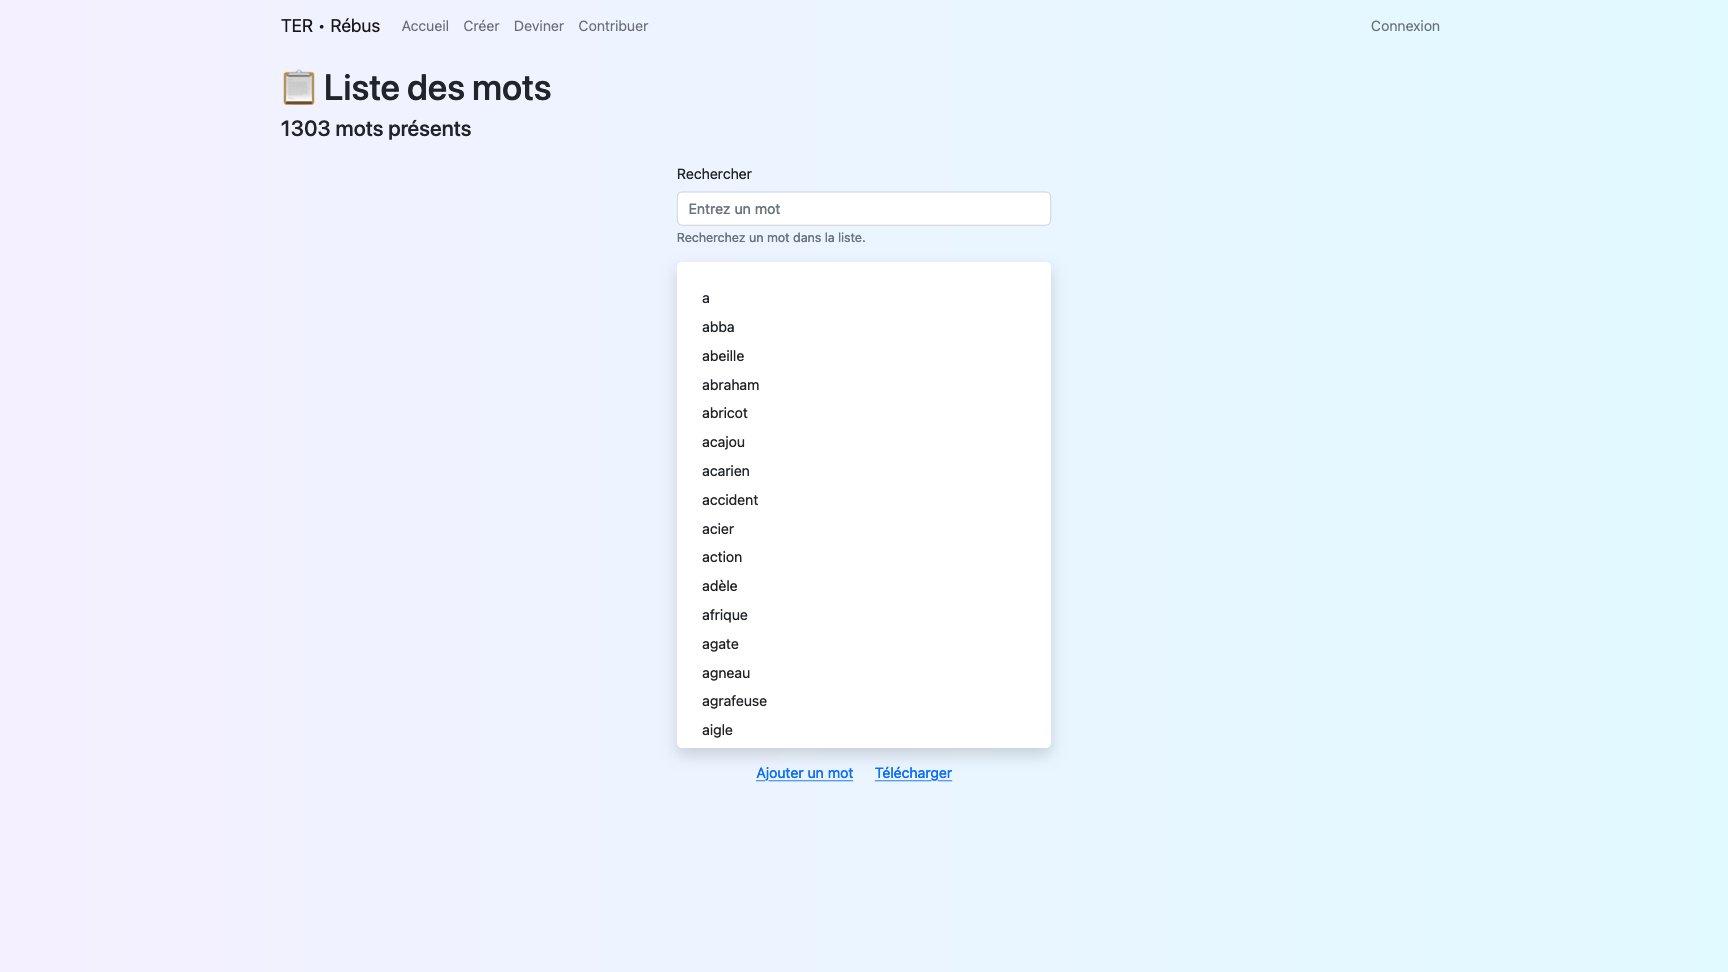 TER • Rébus Accueil Créer Deviner Contribuer Connexion
Liste des mots
1303 mots présents
Rechercher
Entrez un mot
Recherchez un mot dans la liste.
a
abba
abeille
abraham
abricot
acajou
acarien
accident
acier
action
adèle
afrique
agate
agneau
agrafeuse
aigle
Ajouter un mot Télécharger